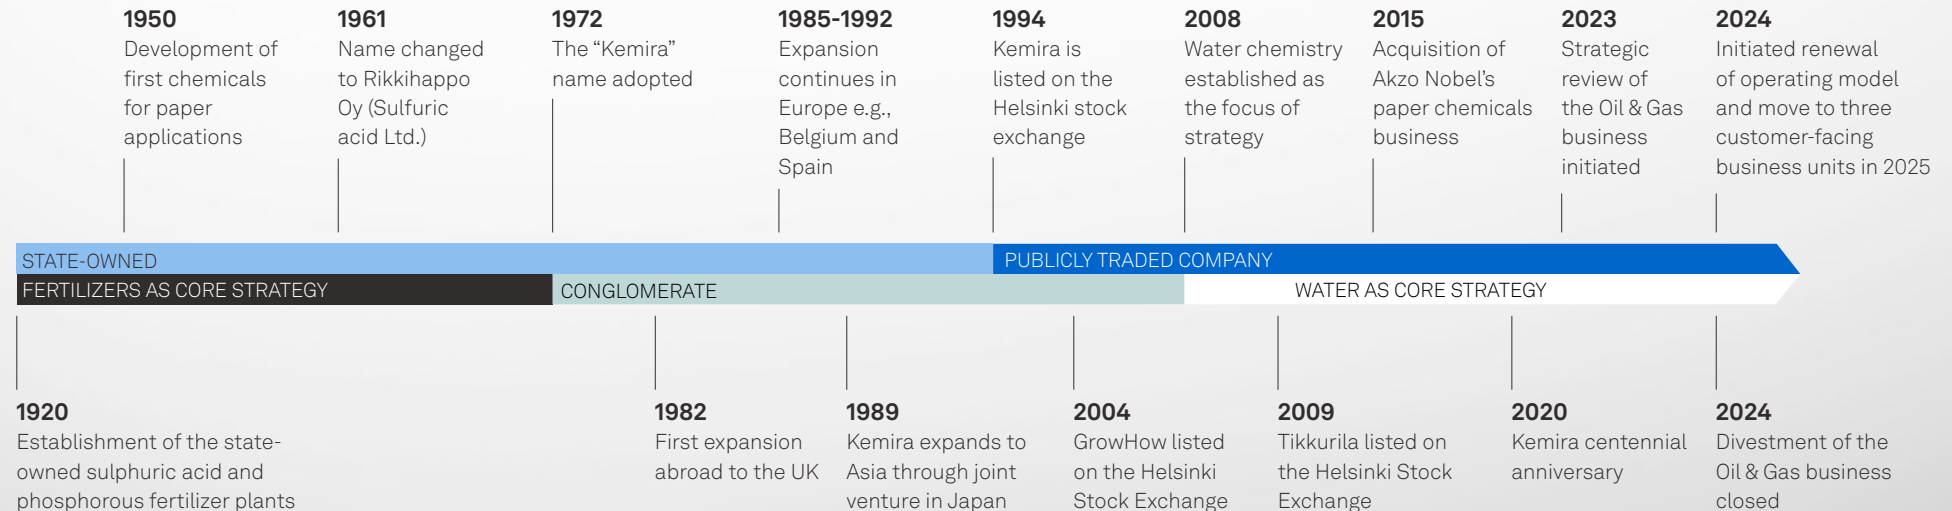 1950
Development of
first chemicals
for paper
applications
1961
Name changed
to Rikkihappo
Oy (Sulfuric
acid Ltd.)
1972
The “Kemira”
name adopted
1985-1992
Expansion
continues in
Europe e.g.,
Belgium and
Spain
1994
Kemira is
listed on the
Helsinki stock
exchange
2008
Water chemistry
established as
the focus of
strategy
2015
Acquisition of
Akzo Nobel’s
paper chemicals
business
2023
Strategic
review of
the Oil & Gas
business
initiated
2024
Initiated renewal
of operating model
and move to three
customer-facing
business units in 2025
STATE-OWNED
PUBLICLY TRADED COMPANY
FERTILIZERS AS CORE STRATEGY
CONGLOMERATE
WATER AS CORE STRATEGY
1920
Establishment of the state-
owned sulphuric acid and
phosphorous fertilizer plants
1982
First expansion
abroad to the UK
1989
Kemira expands to
Asia through joint
venture in Japan
2004
GrowHow listed
on the Helsinki
Stock Exchange
2009
Tikkurila listed on
the Helsinki Stock
Exchange
2020
Kemira centennial
anniversary
2024
Divestment of the
Oil & Gas business
closed